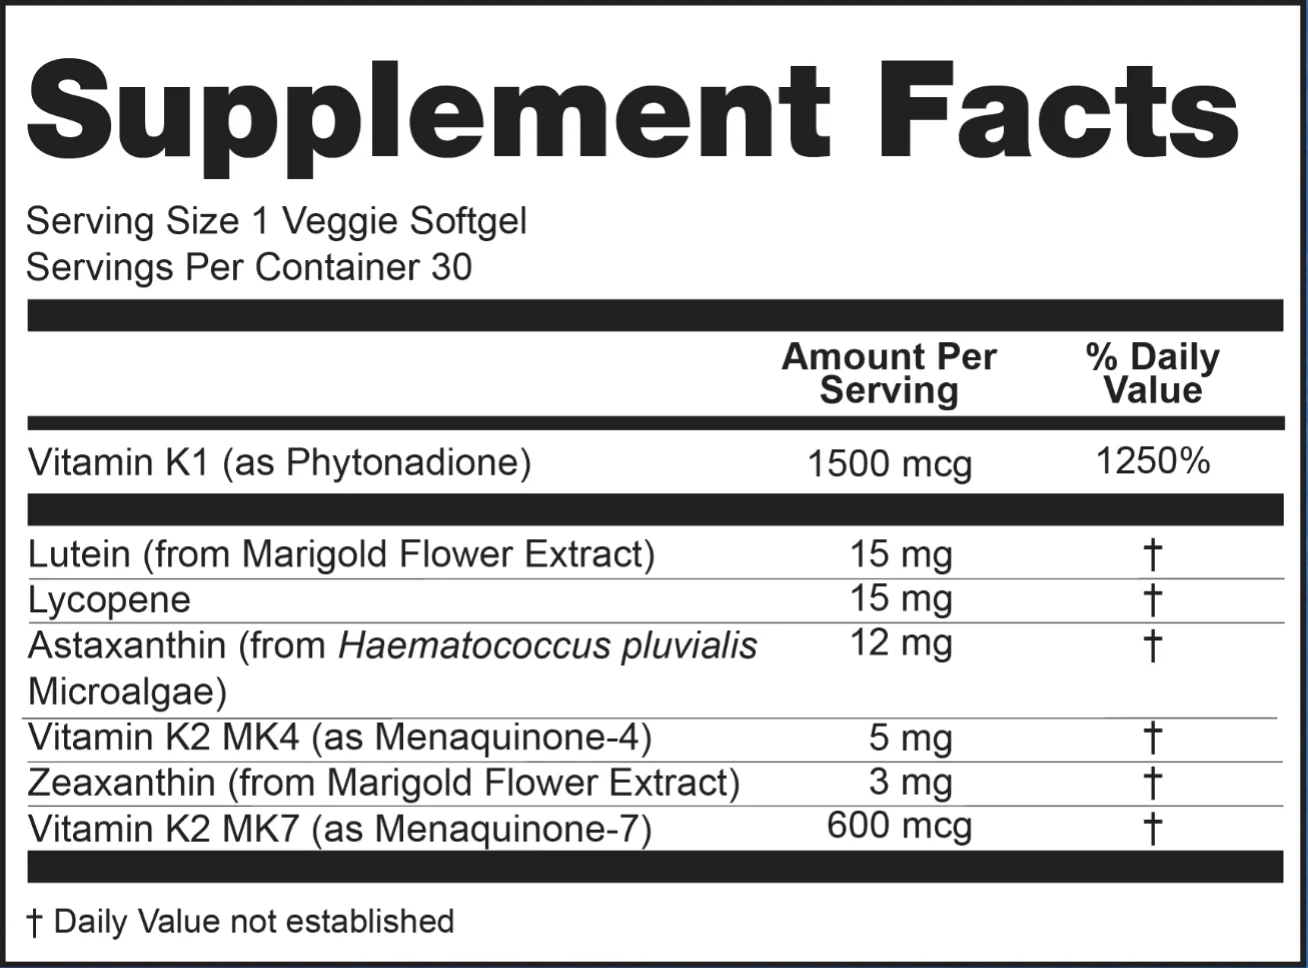 Supplement Facts
Serving Size 1 Veggie Softgel
Servings Per Container 30
Amount Per Serving % Daily Value
Vitamin K1 (as Phytonadione) 1500 mcg 1250%
Lutein (from Marigold Flower Extract) 15 mg †
Lycopene 15 mg †
Astaxanthin (from Haematococcus pluvialis 12 mg †
Microalgae)
Vitamin K2 MK4 (as Menaquinone-4) 5 mg †
Zeaxanthin (from Marigold Flower Extract) 3 mg †
Vitamin K2 MK7 (as Menaquinone-7) 600 mcg †
† Daily Value not established